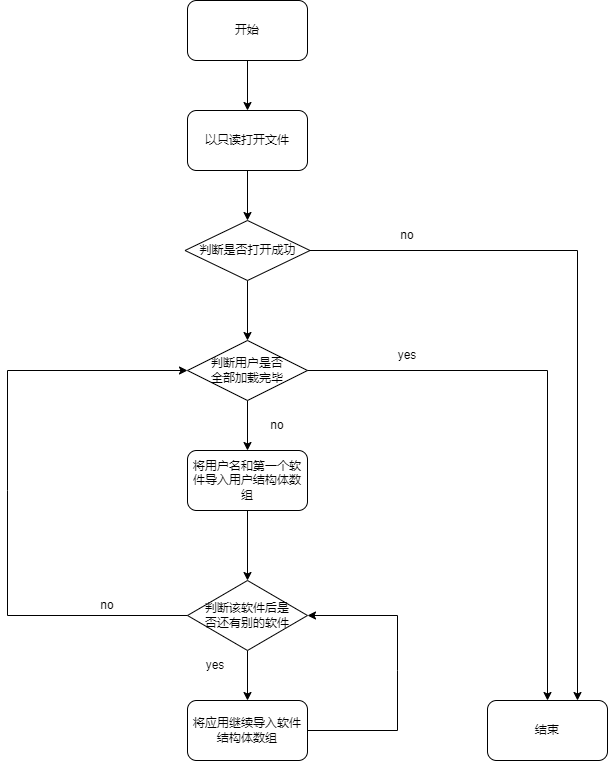 开始
以只读打开文件
判断是否打开成功
no
判断用户是否
全部加载完毕
yes
no
将用户名和第一个软
件导入用户结构体数
组
判断该软件后是
否还有别的软件
no
yes
将应用继续导入软件
结构体数组
结束